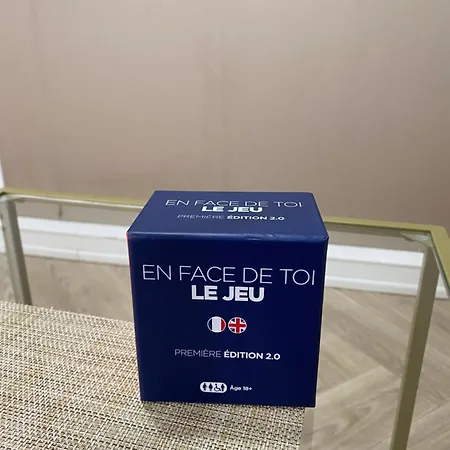 EN FACE DE TOI
LE JEU
PREMIÈRE ÉDITION 2.0
EN FACE DE TOI
LE JEU
PREMIÈRE ÉDITION 2.0
Âge 18+